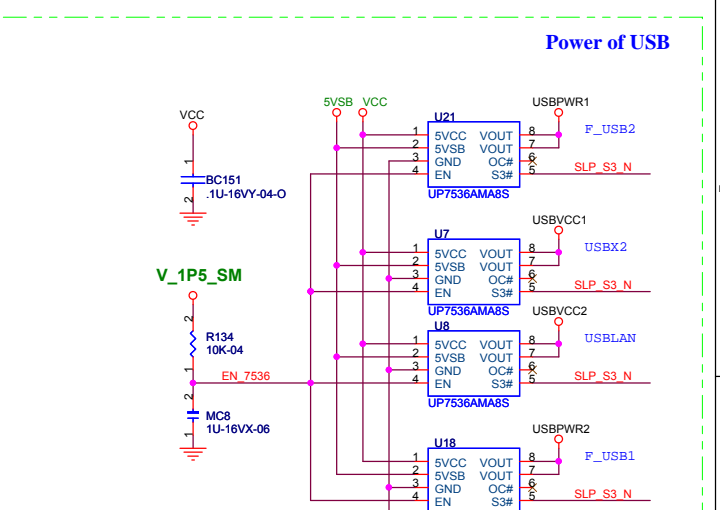 Power of USB
5VSB VCC
VCC
USBPWR1
U21
F_USB2
1 5VCC VOUT 8
2 5VSB VOUT 7
3 GND OC# 6
4 EN S3# 5
SLP_S3_N
UP7536AMA8S
1
BC151
.1U-16VY-04-O
2
USBVCC1
U7
USBX2
1 5VCC VOUT 8
2 5VSB VOUT 7
3 GND OC# 6
4 EN S3# 5
SLP_S3_N
UP7536AMA8S
V_1P5_SM
2
R134
10K-04
1
EN_7536
2
MC8
1U-16VX-06
1
USBVCC2
U8
USBLAN
1 5VCC VOUT 8
2 5VSB VOUT 7
3 GND OC# 6
4 EN S3# 5
SLP_S3_N
UP7536AMA8S
USBPWR2
U18
F_USB1
1 5VCC VOUT 8
2 5VSB VOUT 7
3 GND OC# 6
4 EN S3# 5
SLP_S3_N